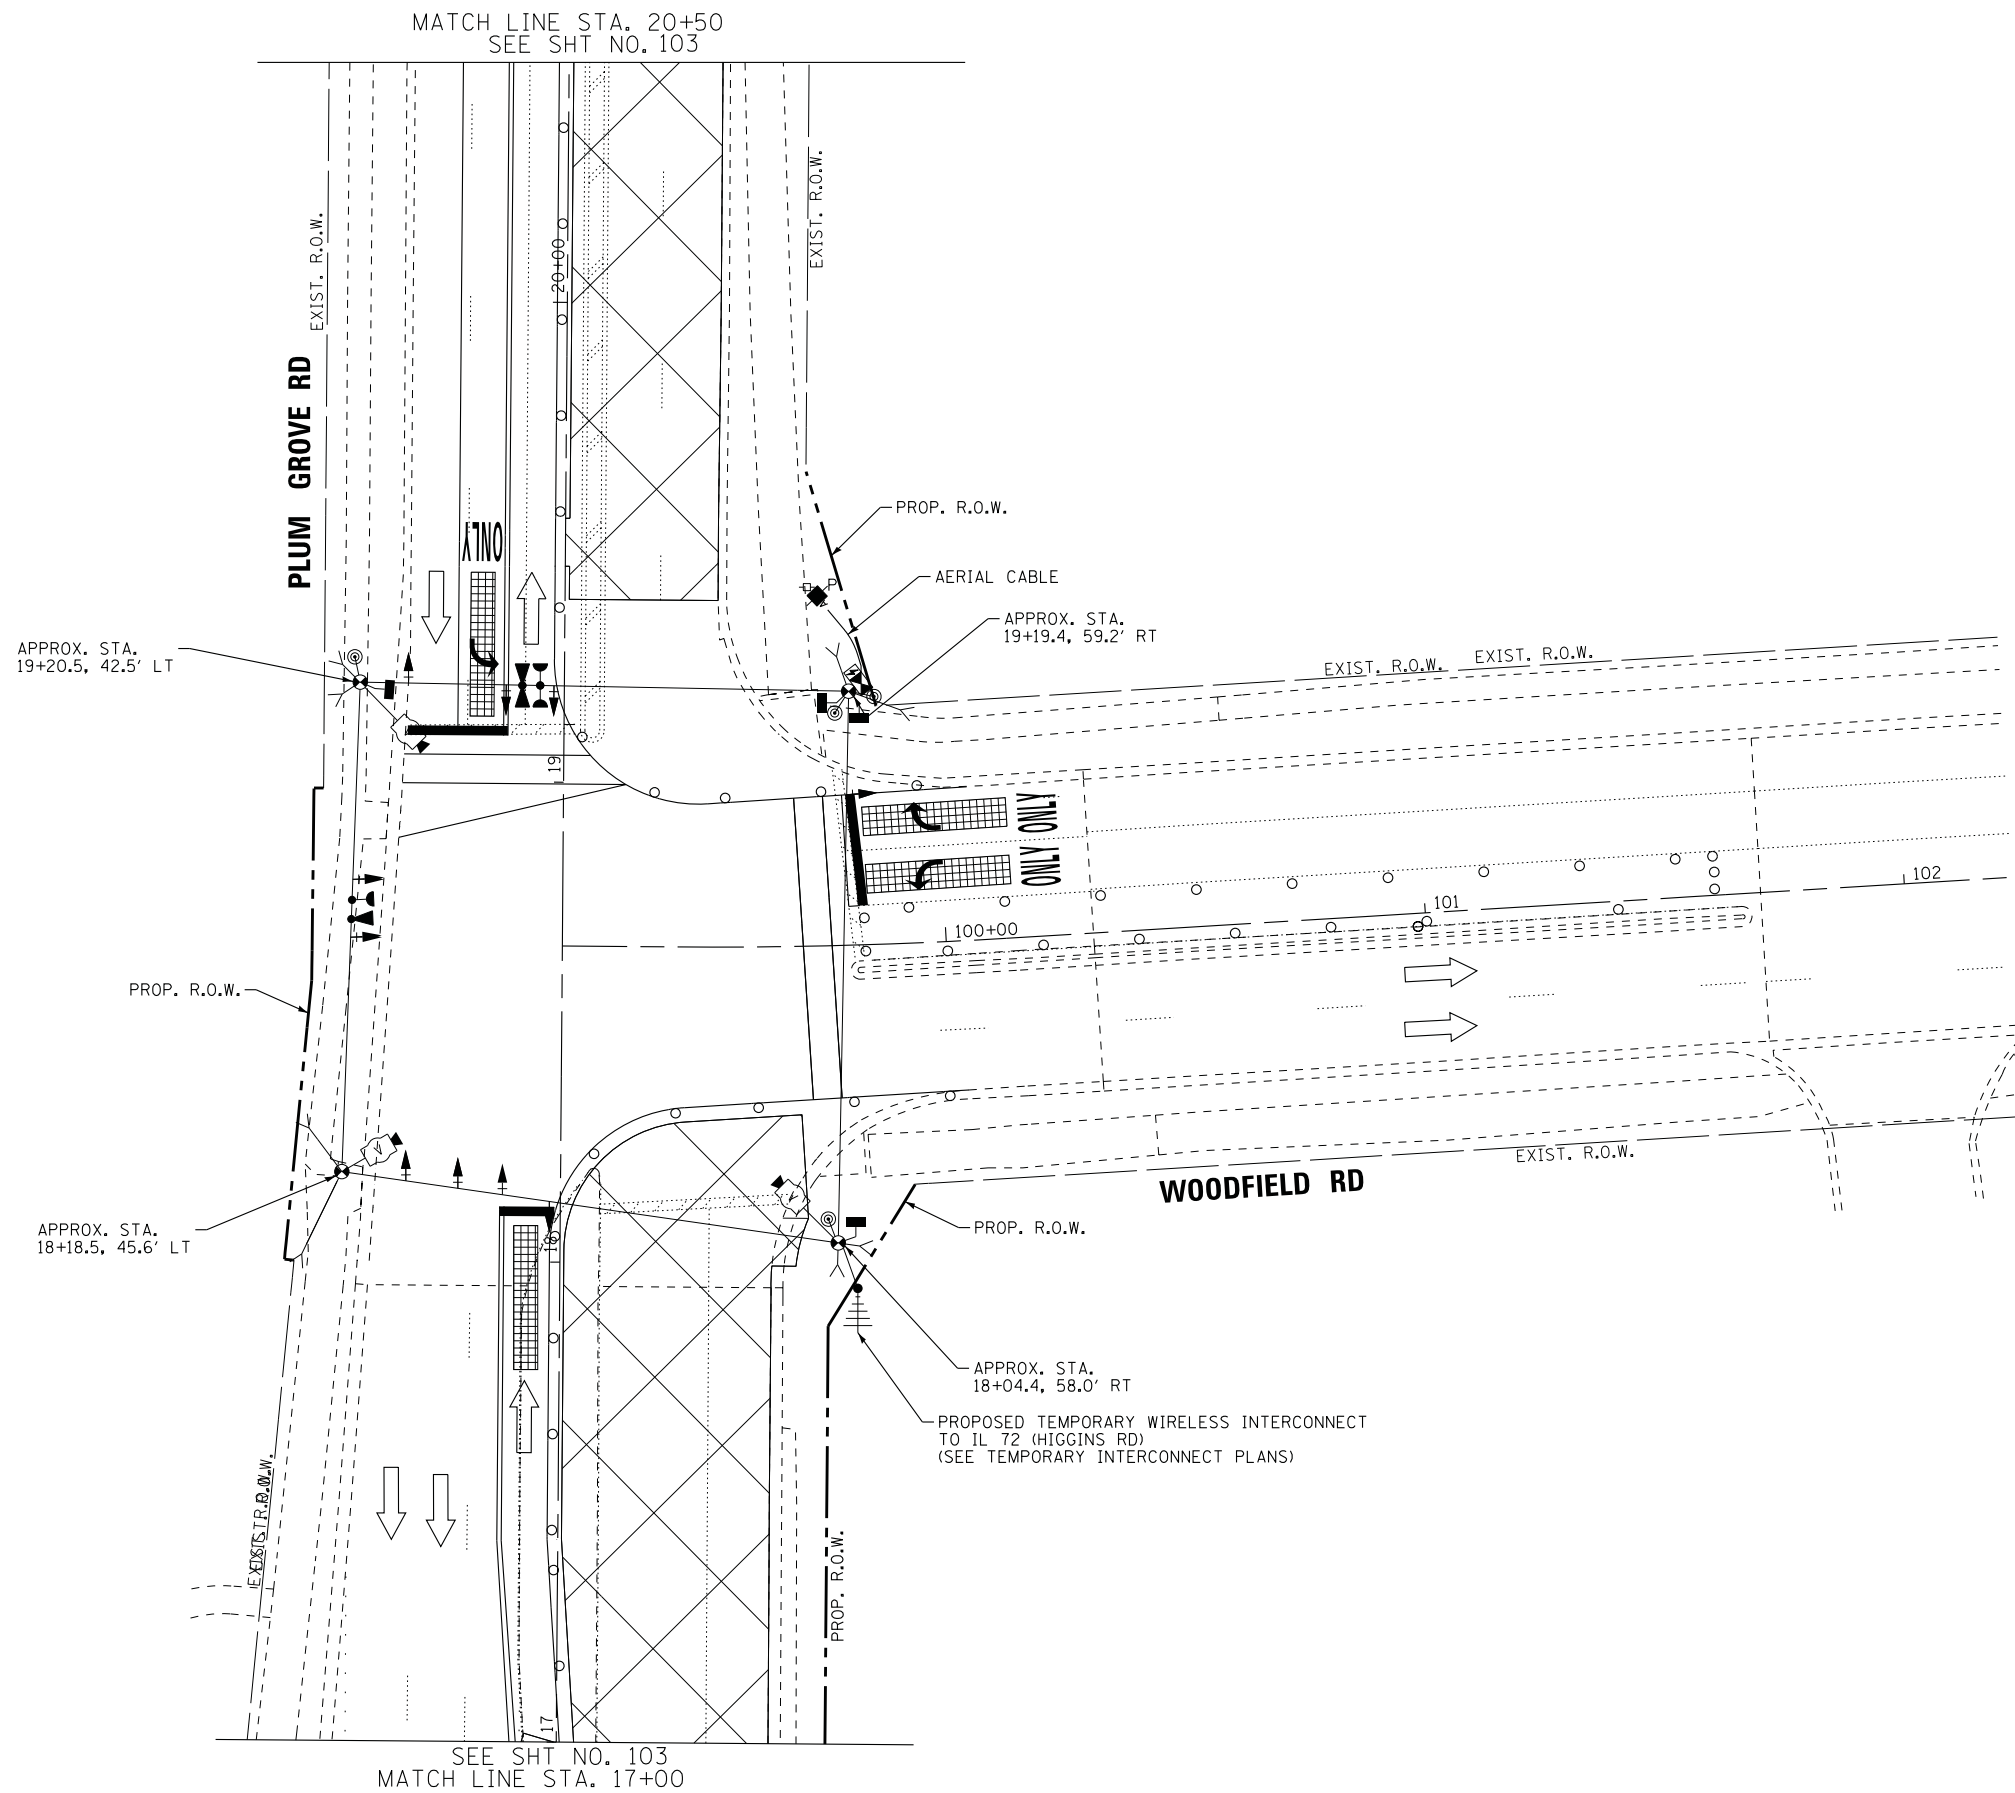 MATCH LINE STA. 20+50
SEE SHT NO. 103
EXIST. R.O.W.
EXIST. R.O.W.
20+00
PLUM GROVE RD
ONLY
PROP. R.O.W.
P
AERIAL CABLE
APPROX. STA.
19+19.4, 59.2' RT
APPROX. STA.
19+20.5, 42.5' LT
EXIST. R.O.W.
EXIST. R.O.W.
19
ONLY
ONLY
100+00
101
102
PROP. R.O.W.
EXIST. R.O.W.
WOODFIELD RD
PROP. R.O.W.
APPROX. STA.
18+18.5, 45.6' LT
18
APPROX. STA.
18+04.4, 58.0' RT
PROPOSED TEMPORARY WIRELESS INTERCONNECT
TO IL 72 (HIGGINS RD)
(SEE TEMPORARY INTERCONNECT PLANS)
PROP. R.O.W.
17
SEE SHT NO. 103
MATCH LINE STA. 17+00